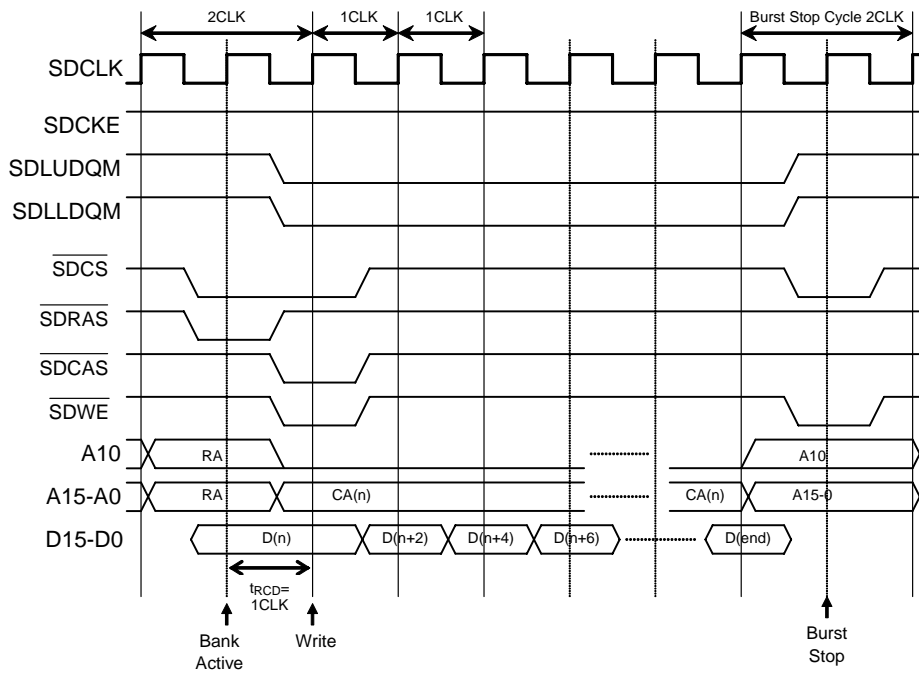 2CLK 1CLK 1CLK Burst Stop Cycle 2CLK
SDCLK
SDCKE
SDLUDQM
SDLLDQM
SDCS
SDRAS
SDCAS
SDWE
A10 RA A10
A15-A0 RA CA(n) CA(n) A15-0
D15-D0 D(n) D(n+2) D(n+4) D(n+6) D(end)
tRCD=
1CLK
Bank
Active
Write
Burst
Stop